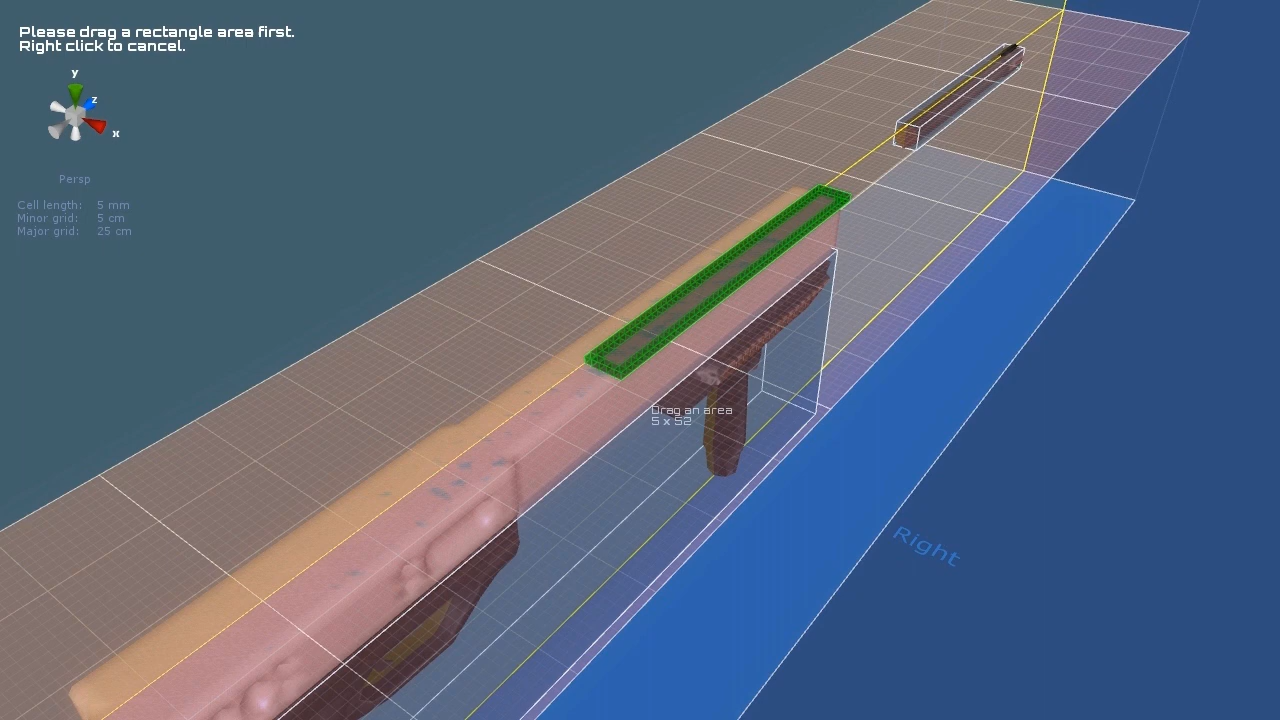 Please drag a rectangle area first.
Right click to cancel.
y
z
x
Persp
Cell length: 5 mm
Minor grid: 5 cm
Major grid: 25 cm
Drag an area
5 x 52
Right